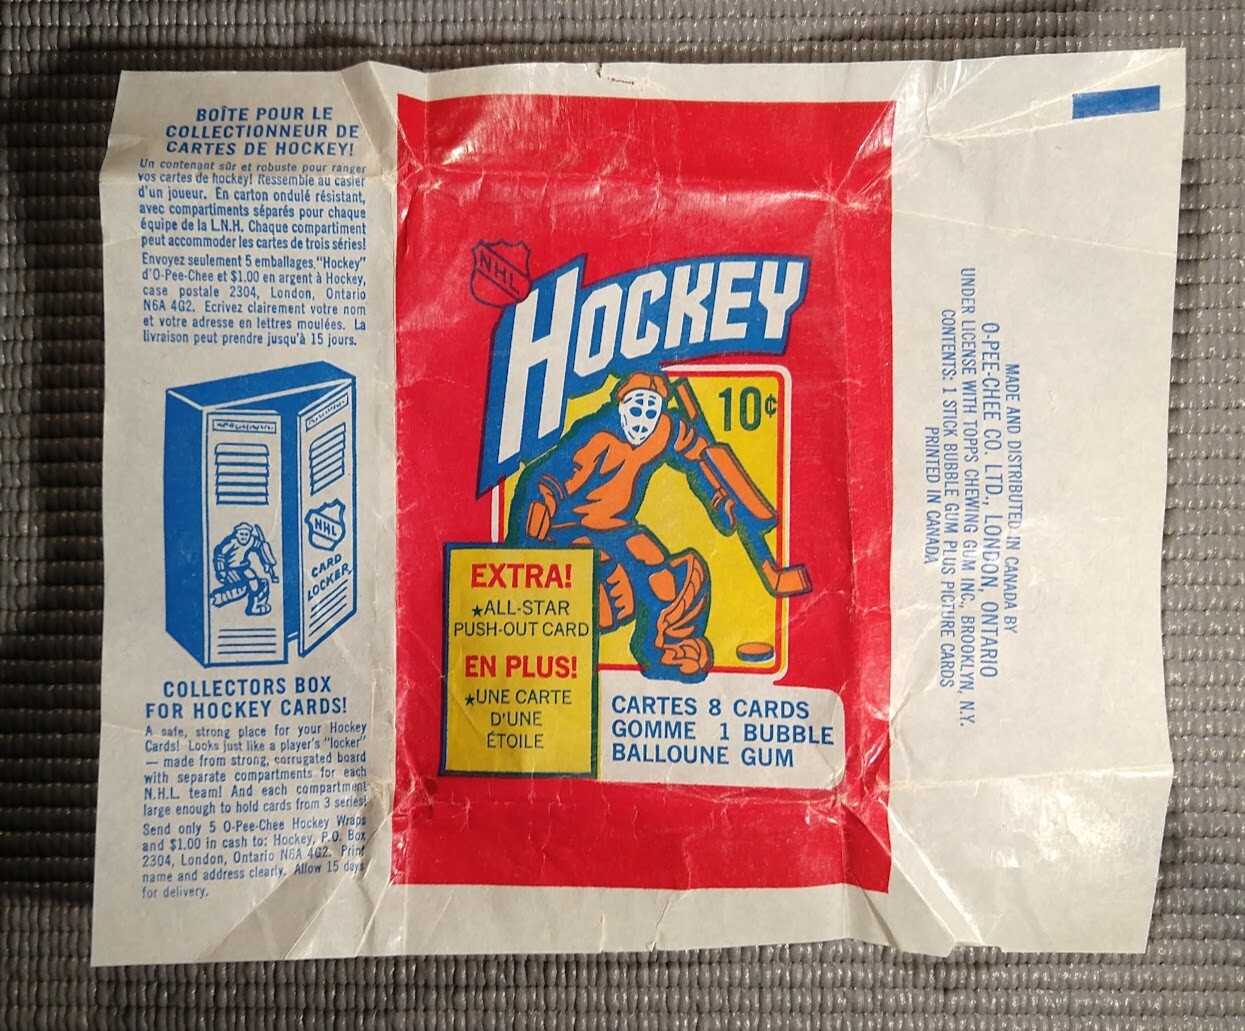 BOÎTE POUR LE
COLLECTIONNEUR DE
CARTES DE HOCKEY!
Un contenant sûr et robuste pour ranger
vos cartes de hockey! Ressemble au casier
d'un joueur. En carton ondulé résistant,
avec compartiments séparés pour chaque
équipe de la L.N.H. Chaque compartiment
peut accommoder les cartes de trois séries!
Envoyez seulement 5 emballages "Hockey"
d'O-Pee-Chee et $1.00 en argent à Hockey,
case postale 2304, London, Ontario
N6A 4G2. Ecrivez clairement votre nom
et votre adresse en lettres moulées. La
livraison peut prendre jusqu'à 15 jours.
NHL
CARD
LOCKER
COLLECTORS BOX
FOR HOCKEY CARDS!
A safe, strong place for your Hockey
Cards! Looks just like a player's "locker"
— made from strong, corrugated board
with separate compartments for each
N.H.L. team! And each compartment
large enough to hold cards from 3 series!
Send only 5 O-Pee-Chee Hockey Wraps
and $1.00 in cash to: Hockey, P.O. Box
2304, London, Ontario N6A 4G2. Print
name and address clearly. Allow 15 days
for delivery.
NHL
HOCKEY
10¢
EXTRA!
★ALL-STAR
PUSH-OUT CARD
EN PLUS!
★UNE CARTE
D'UNE
ÉTOILE
CARTES 8 CARDS
GOMME 1 BUBBLE
BALLOUNE GUM
MADE AND DISTRIBUTED IN CANADA BY
O-PEE-CHEE CO. LTD., LONDON, ONTARIO
UNDER LICENSE WITH TOPPS CHEWING GUM INC., BROOKLYN, N.Y.
CONTENTS: 1 STICK BUBBLE GUM PLUS PICTURE CARDS
PRINTED IN CANADA